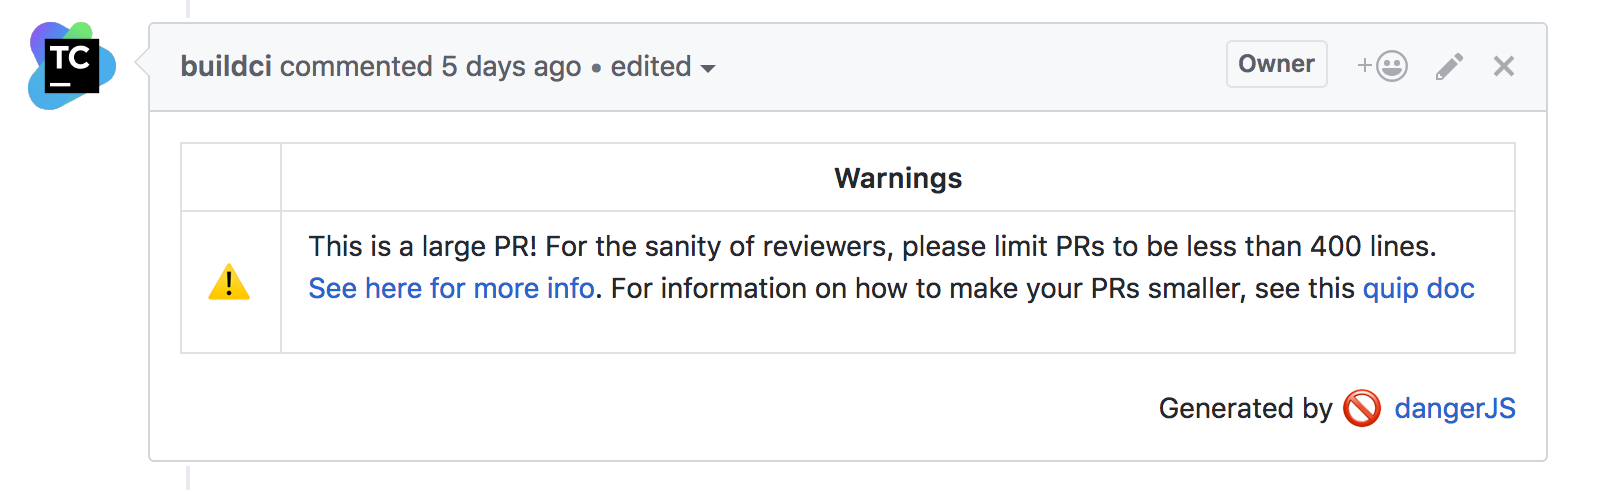 TC
buildci commented 5 days ago • edited
Owner
Warnings
This is a large PR! For the sanity of reviewers, please limit PRs to be less than 400 lines.
See here for more info. For information on how to make your PRs smaller, see this quip doc
Generated by 🚫 dangerJS